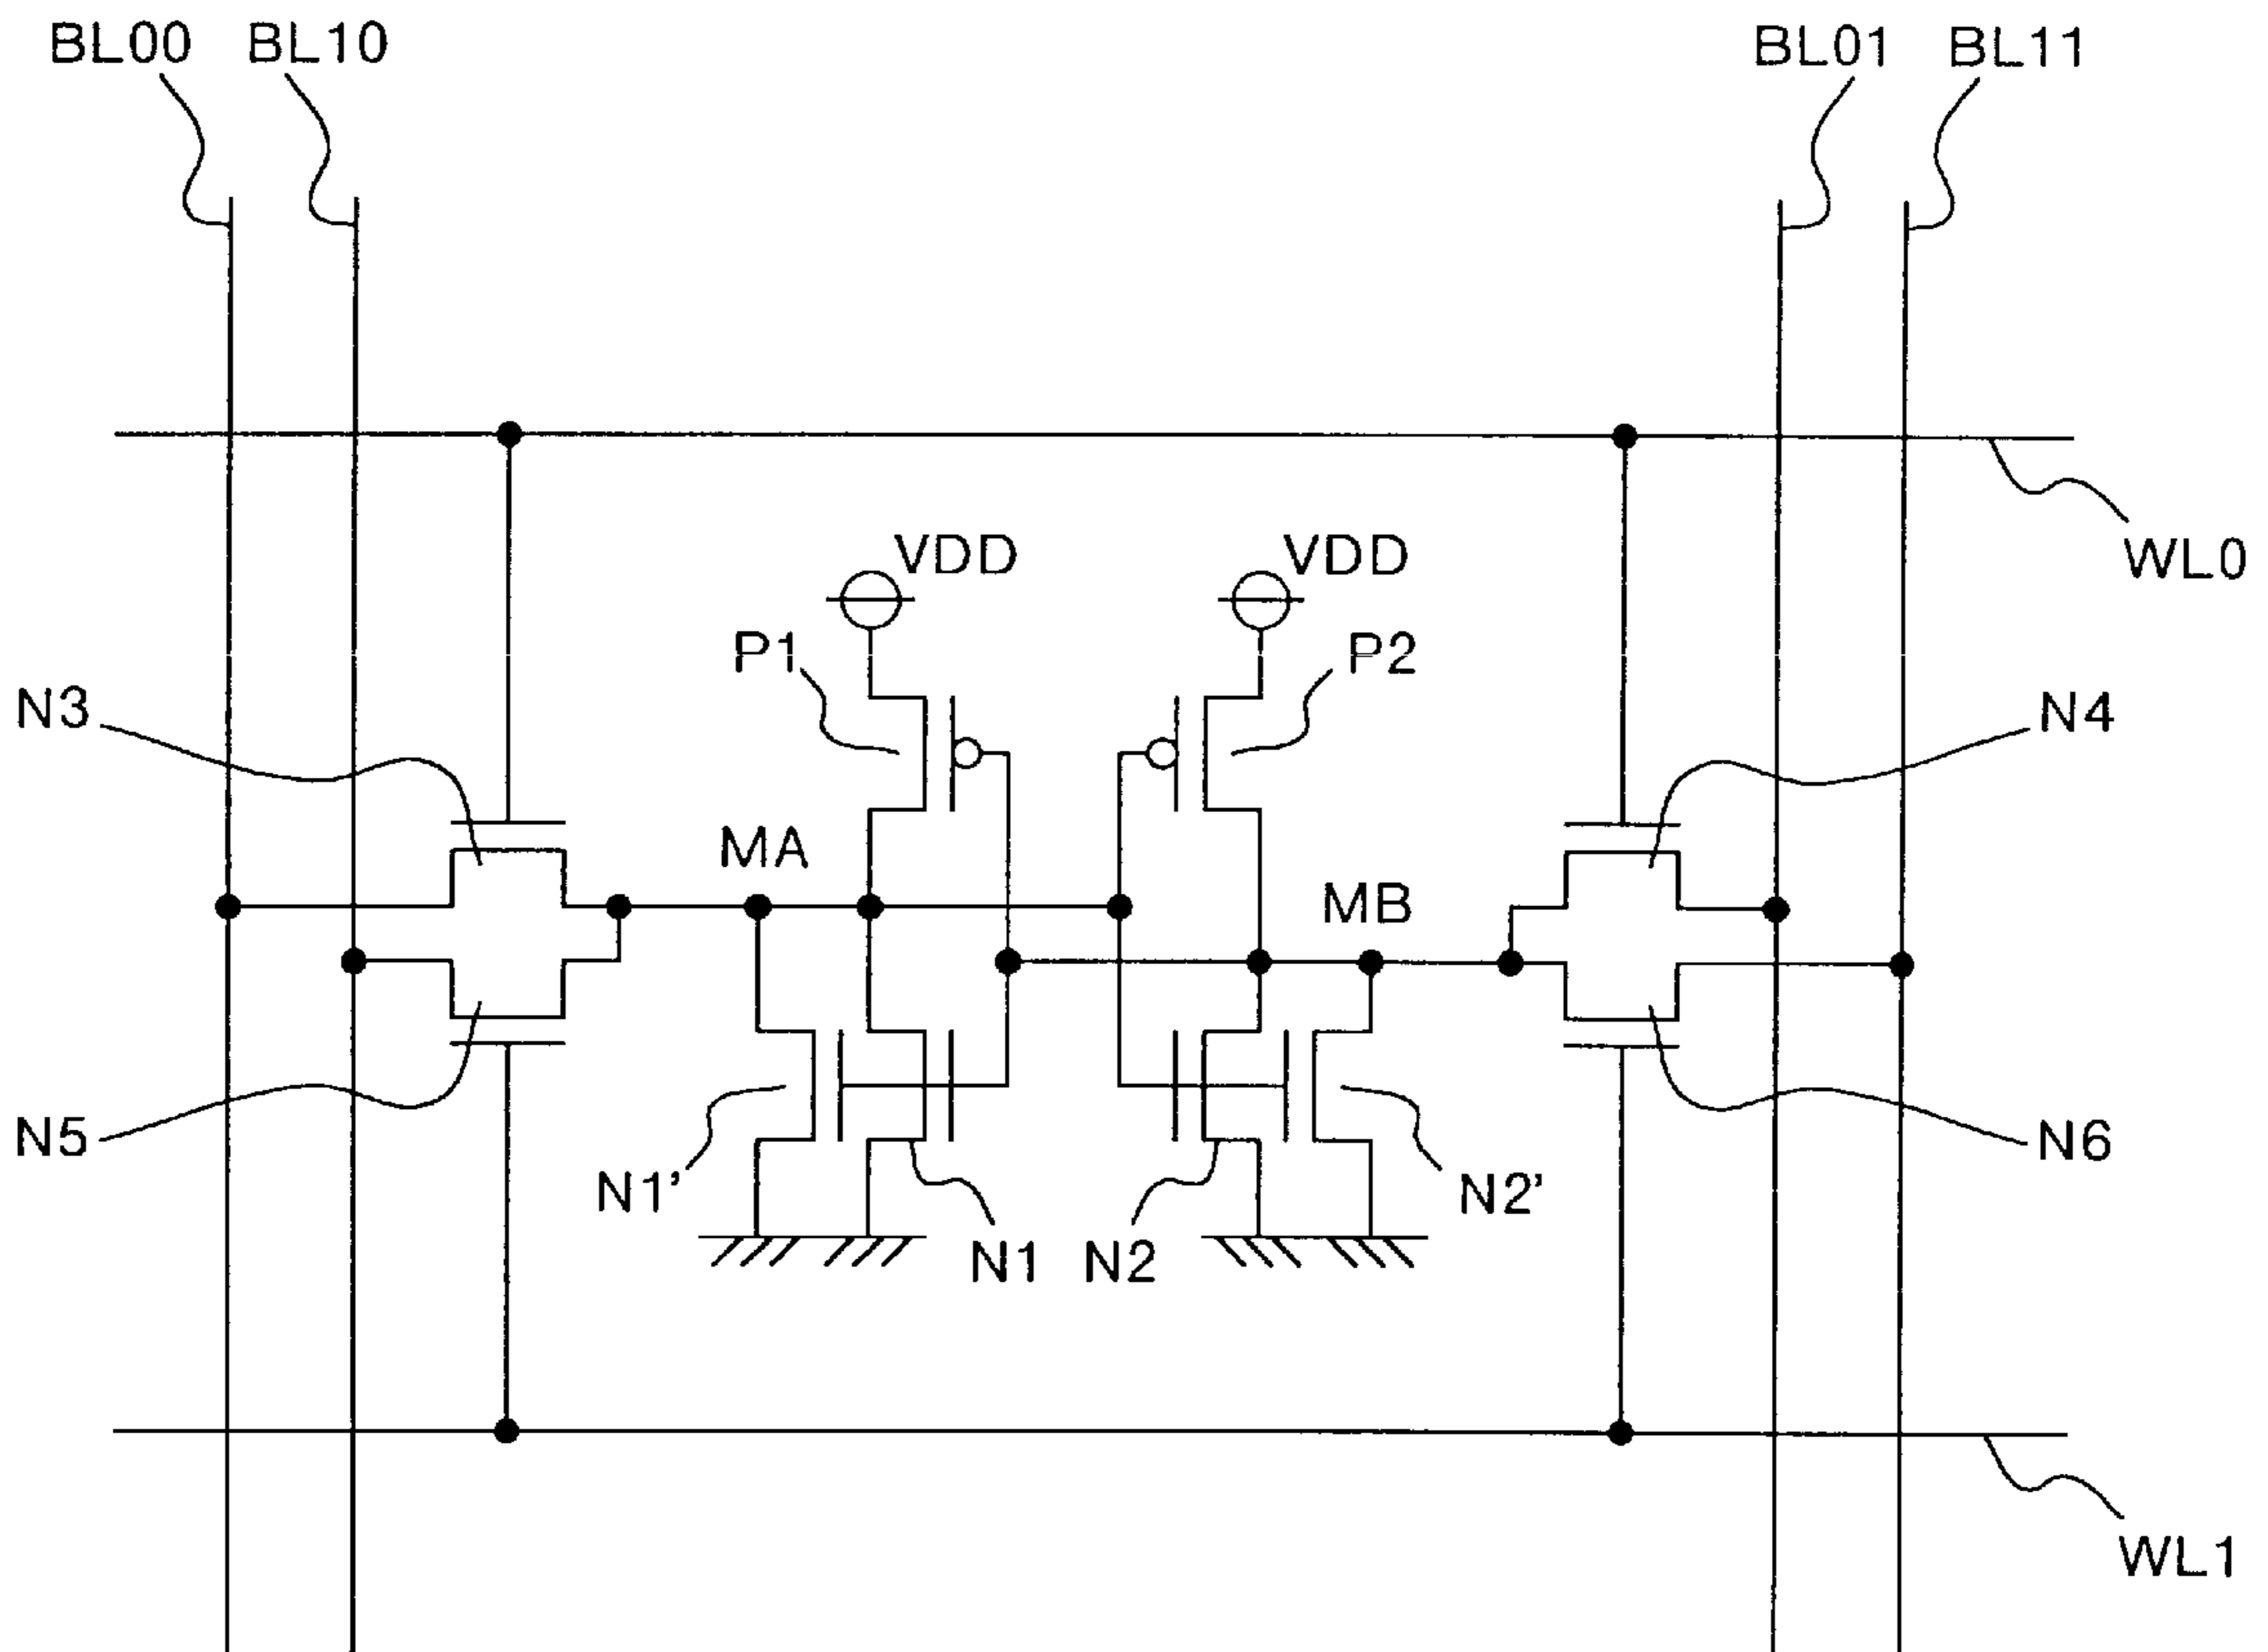 BL00 BL10 BL01 BL11
WL0
VDD VDD
P1 P2
N3 N4
MA
MB
N5 N6
N1' N2'
N1 N2
WL1